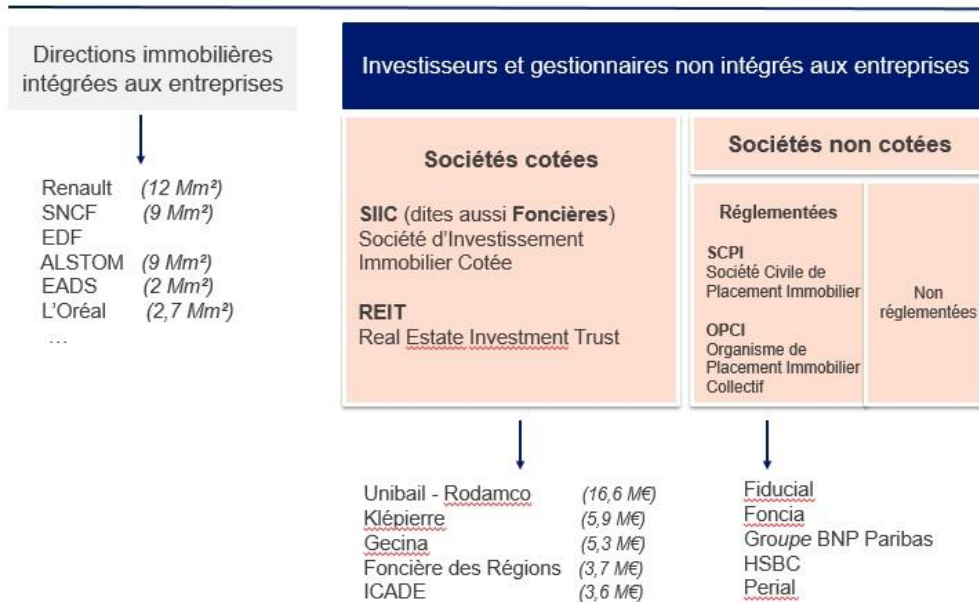 Directions immobilières
intégrées aux entreprises
Renault (12 Mm²)
SNCF (9 Mm²)
EDF
ALSTOM (9 Mm²)
EADS (2 Mm²)
L'Oréal (2,7 Mm²)
...
Investisseurs et gestionnaires non intégrés aux entreprises
Sociétés cotées
SIIC (dites aussi Foncières)
Société d'Investissement
Immobilier Cotée
REIT
Real Estate Investment Trust
Unibail - Rodamco (16,6 M€)
Klépierre (5,9 M€)
Gecina (5,3 M€)
Foncière des Régions (3,7 M€)
ICADE (3,6 M€)
Sociétés non cotées
Réglementées
SCPI
Société Civile de
Placement Immobilier
OPCI
Organisme de
Placement Immobilier
Collectif
Non
réglementées
Fiducial
Foncia
Groupe BNP Paribas
HSBC
Perial